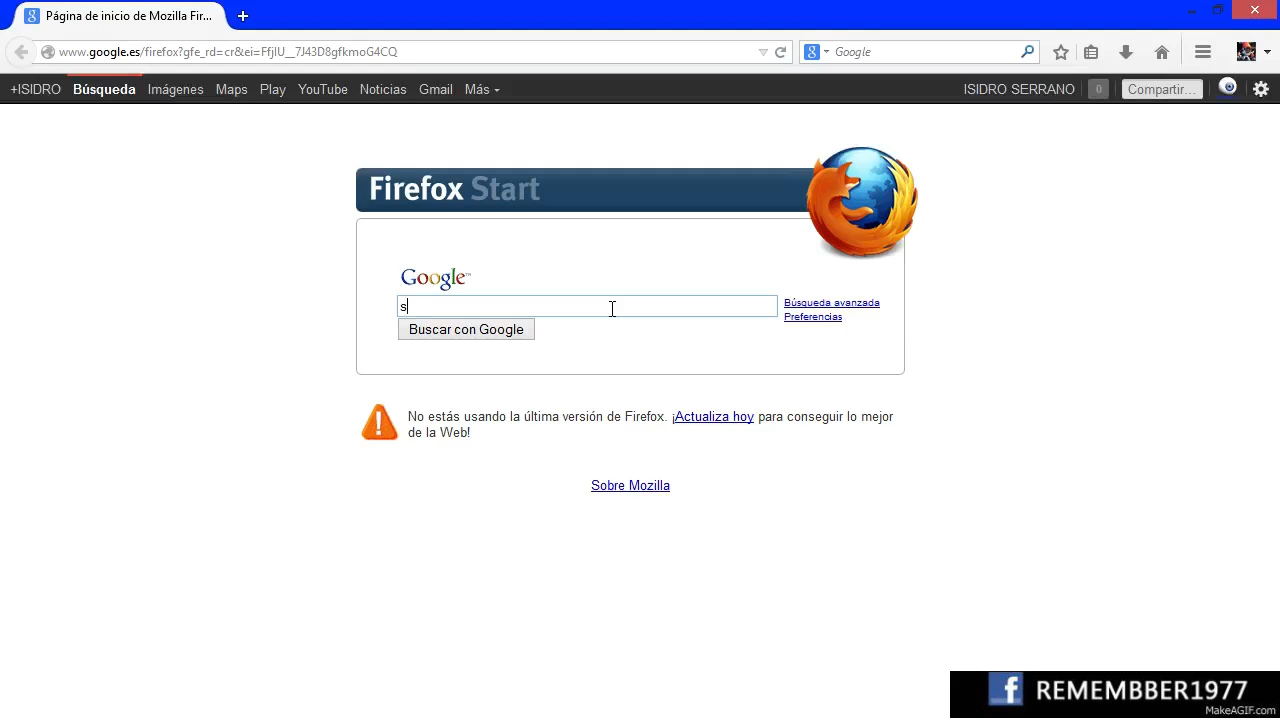 Página de inicio de Mozilla Fir...
www.google.es/firefox?gfe_rd=cr&ei=FfjIU__7J43D8gfkmoG4CQ
Google
+ISIDRO Búsqueda Imágenes Maps Play YouTube Noticias Gmail Más
ISIDRO SERRANO 0 Compartir...
Firefox Start
Google™
s
Búsqueda avanzada
Preferencias
Buscar con Google
No estás usando la última versión de Firefox. ¡Actualiza hoy para conseguir lo mejor
de la Web!
Sobre Mozilla
REMEMBBER1977
MakeAGIF.com